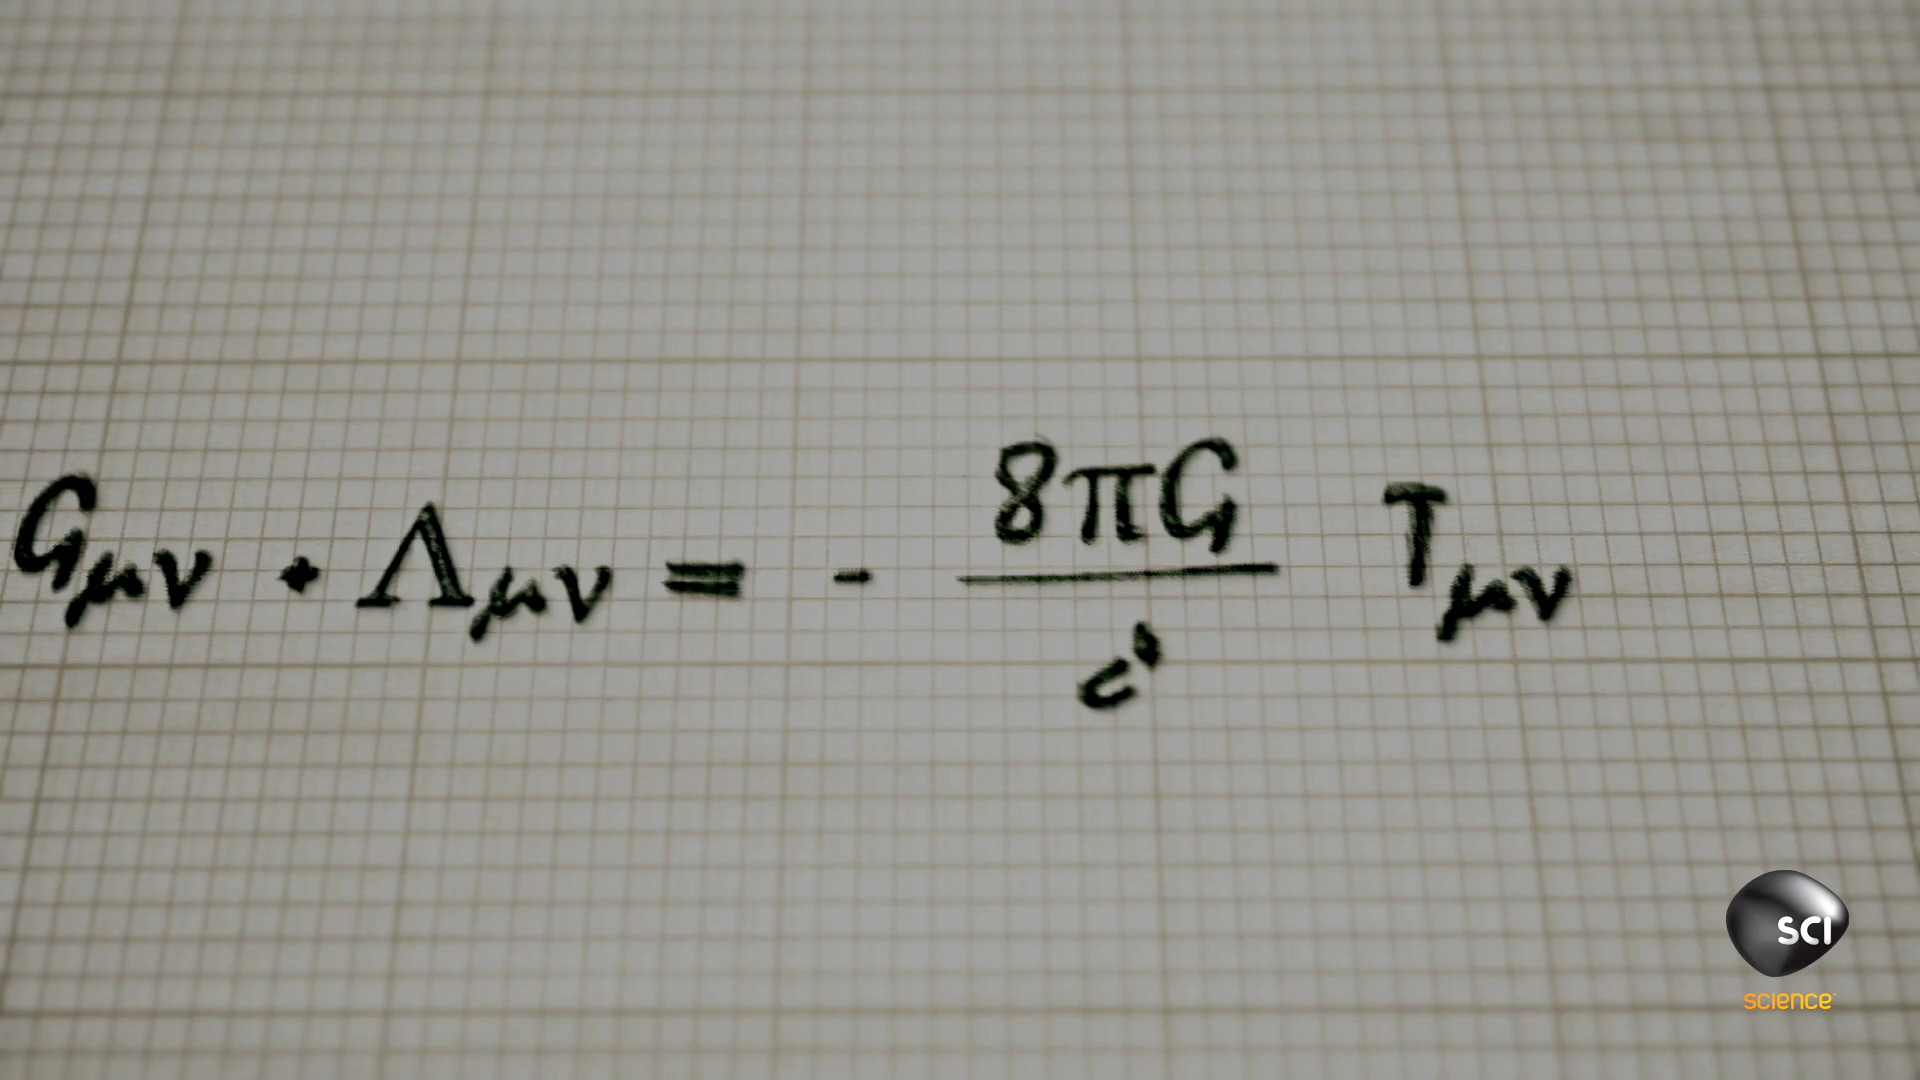 Gμν + Λμν = - 8πG/c⁴ Tμν
SCI
science